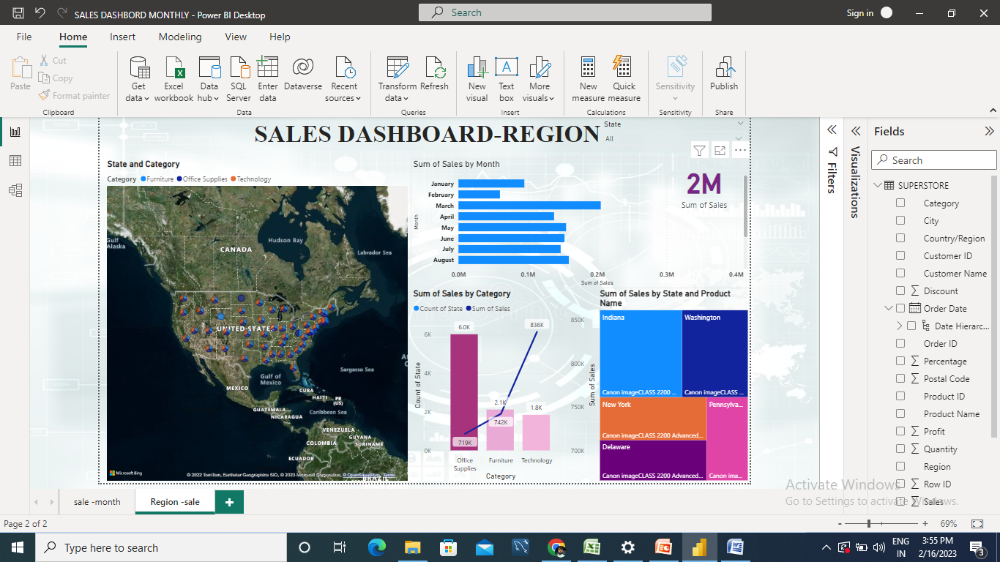 SALES DASHBORD MONTHLY - Power BI Desktop
Search
Sign in
File Home Insert Modeling View Help
Paste
Cut
Copy
Format painter
Clipboard
Get data
Excel workbook
Data hub
SQL Server
Enter data
Dataverse
Recent sources
Data
Transform data
Refresh
Queries
New visual
Text box
More visuals
Insert
New measure
Quick measure
Calculations
Sensitivity
Sensitivity
Publish
Share
SALES DASHBOARD-REGION
State
All
State and Category
Category Furniture Office Supplies Technology
Gulf
Alaska
Hudson Bay
CANADA
Labrador Sea
UNITED STATES
Sargasso Sea
Gulf of
Mexico
MEXICO
CUBA
HAITI
PR
(US)
GUATEMALA
Caribbean Sea
NICARAGUA
VENEZUELA
GUYANA
COLOMBIA
SURINAME
ECUADOR
BRAZIL
Microsoft Bing
© 2022 TomTom, Earthstar Geographics SIO, © 2023 Microsoft Corporation, © OpenStreetMap, Terms
Sum of Sales by Month
Month
January
February
March
April
May
June
July
August
0.0M 0.1M 0.2M 0.3M 0.4M
Sum of Sales
2M
Sum of Sales
Sum of Sales by Category
Count of State Sum of Sales
Count of State
6K
4K
2K
0K
6.0K
2.1K
1.8K
719K
742K
836K
850K
800K
750K
700K
Sum of Sales
Office
Supplies
Furniture
Technology
Category
Sum of Sales by State and Product
Name
Indiana
Canon imageCLASS 2200 ...
Washington
Canon imageCLASS ...
New York
Canon imageCLASS 2200 Advanced...
Pennsylva...
Canon ima...
Delaware
Canon imageCLASS 2200 Advanced...
Filters
Visualizations
Fields
Search
SUPERSTORE
Category
City
Country/Region
Customer ID
Customer Name
Discount
Order Date
Date Hierarc...
Order ID
Percentage
Postal Code
Product ID
Product Name
Profit
Quantity
Region
Row ID
Sales
Activate Windows
Go to Settings to activate Windows.
sale -month
Region -sale
Page 2 of 2
- + 69%
Type here to search
ENG
IN
3:55 PM
2/16/2023
3